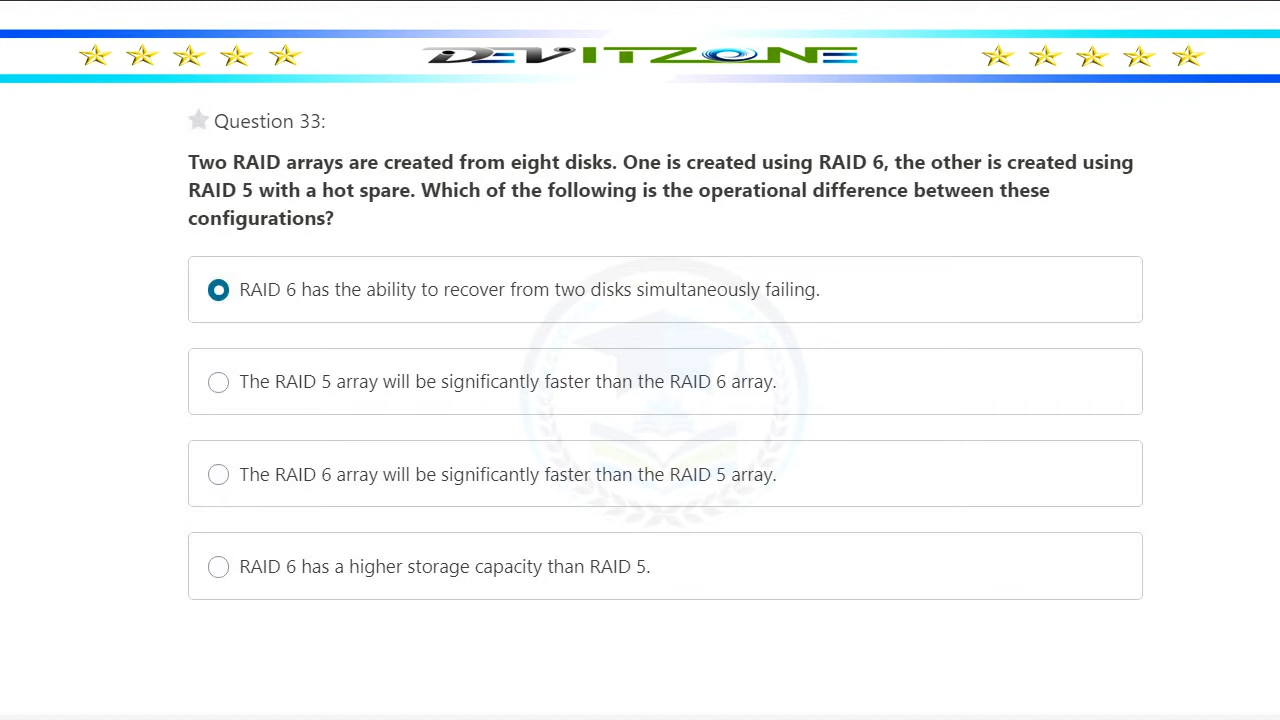 DEVITZONE
Question 33:
Two RAID arrays are created from eight disks. One is created using RAID 6, the other is created using
RAID 5 with a hot spare. Which of the following is the operational difference between these
configurations?
RAID 6 has the ability to recover from two disks simultaneously failing.
The RAID 5 array will be significantly faster than the RAID 6 array.
The RAID 6 array will be significantly faster than the RAID 5 array.
RAID 6 has a higher storage capacity than RAID 5.